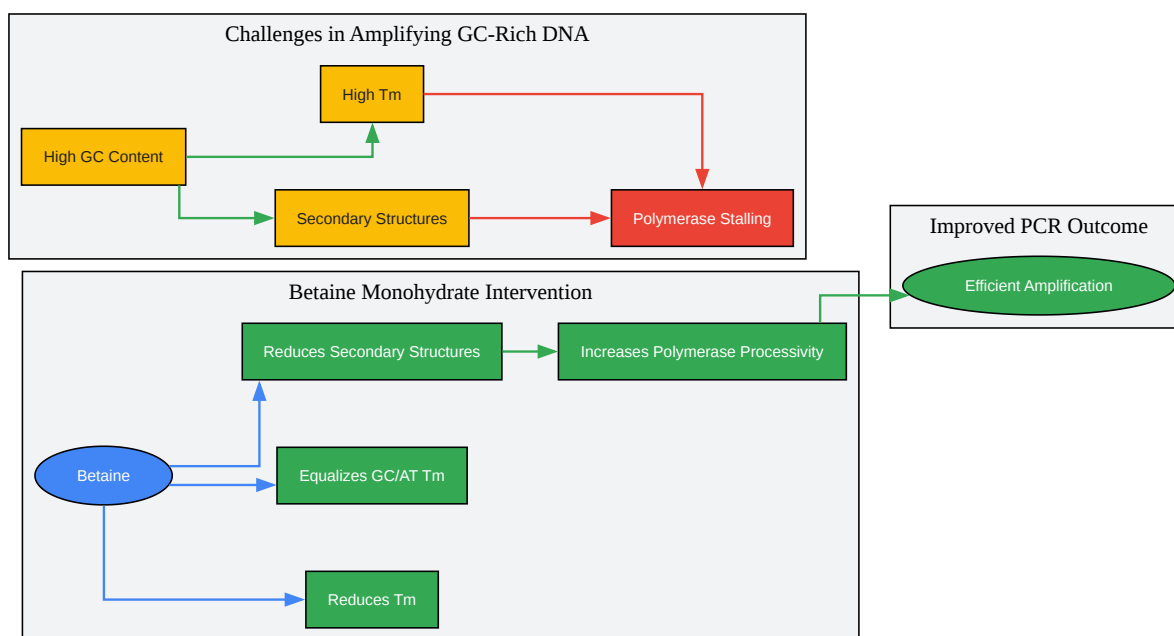 Challenges in Amplifying GC-Rich DNA
High Tm
High GC Content
Secondary Structures
Polymerase Stalling
Improved PCR Outcome
Efficient Amplification
Betaine Monohydrate Intervention
Reduces Secondary Structures
Increases Polymerase Processivity
Betaine
Equalizes GC/AT Tm
Reduces Tm